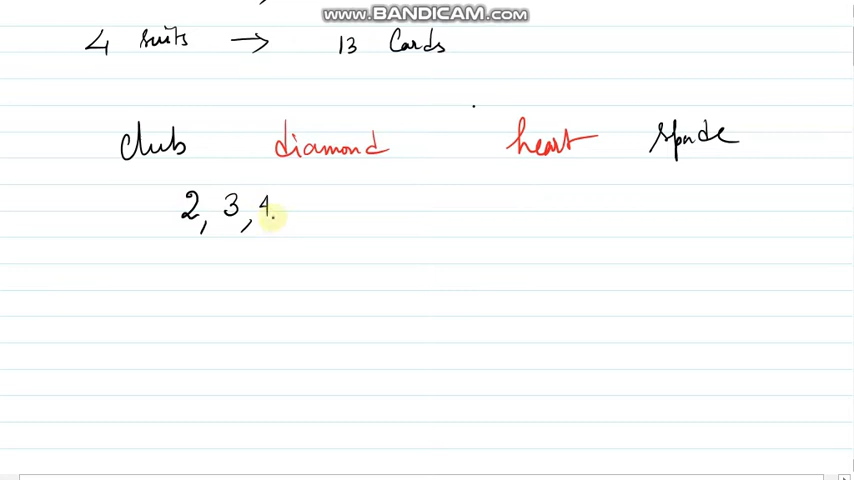 www.BANDICAM.com
4 suits → 13 Cards
club diamond heart spade
2, 3, 4